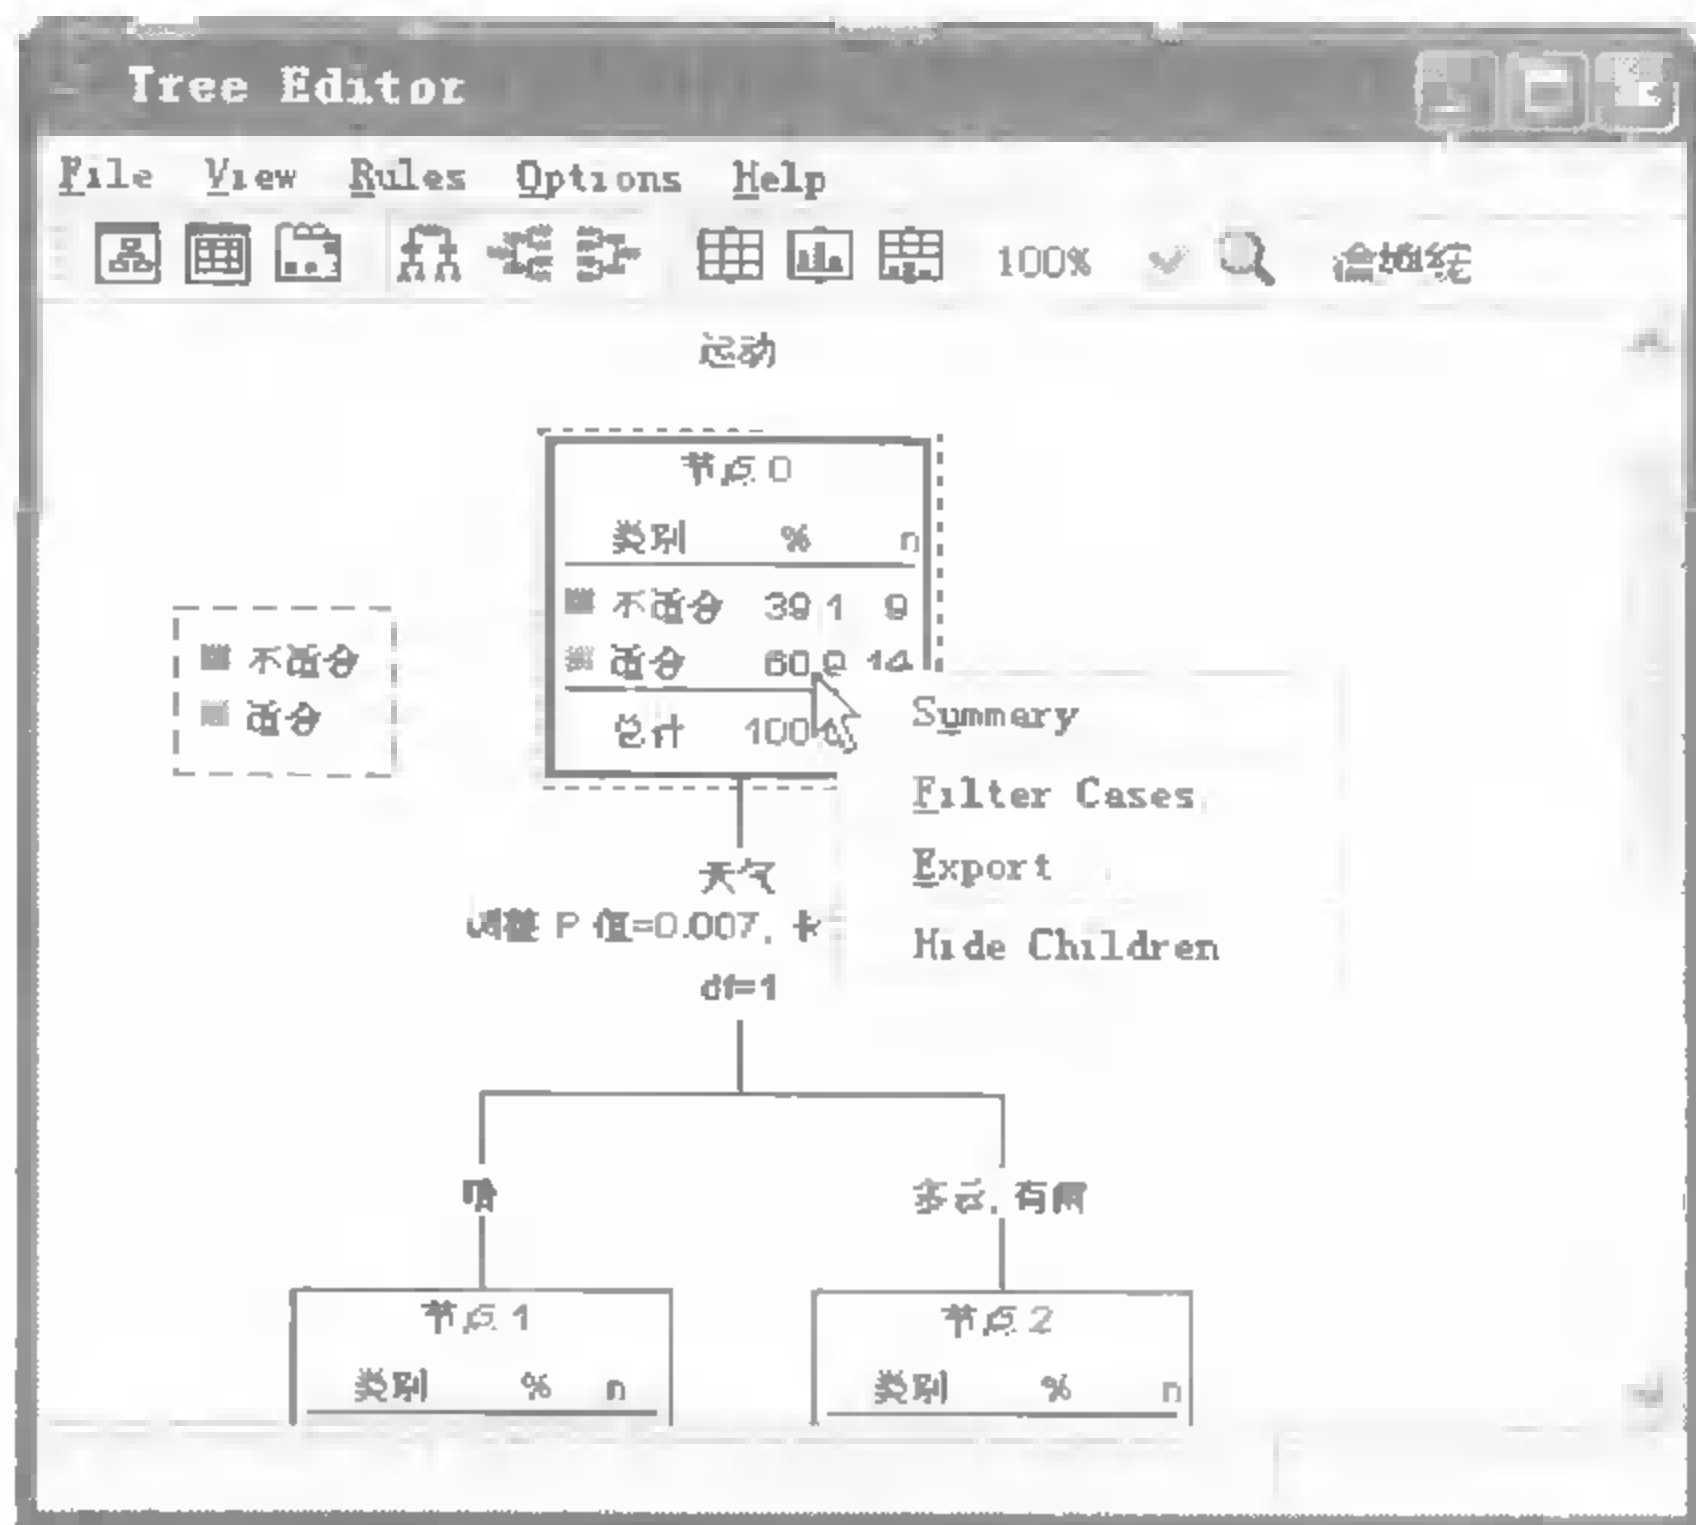 Tree Editor
File View Rules Options Help
100%
运动
节点 0
类别 % n
不适合 39.1 9
适合 60.9 14
总计 100
不适合
适合
Summary
Filter Cases
Export
Hide Children
天气
调整 P 值=0.007,
df=1
晴
多云, 有雨
节点 1
类别 % n
节点 2
类别 % n